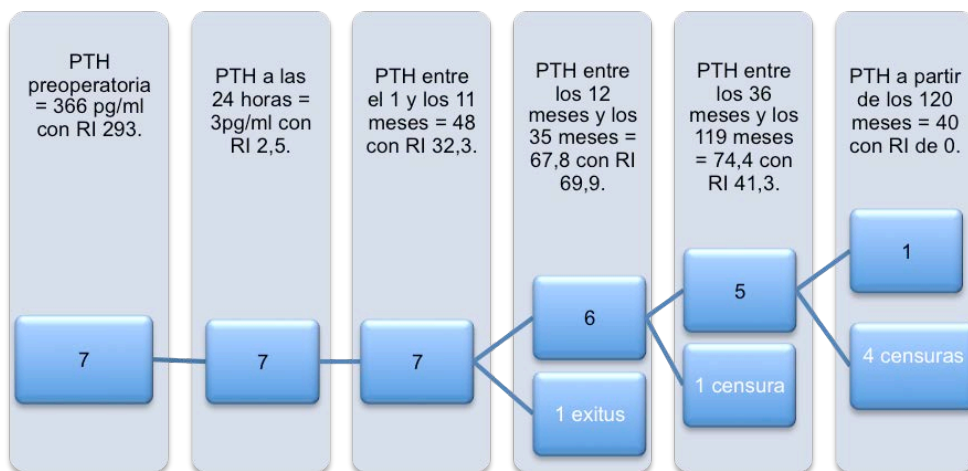 PTH
preoperatoria
= 366 pg/ml
con RI 293.
7
PTH a las
24 horas =
3pg/ml con
RI 2,5.
7
PTH entre
el 1 y los 11
meses = 48
con RI 32,3.
7
PTH entre
los 12
meses y los
35 meses =
67,8 con RI
69,9.
6
1 exitus
PTH entre
los 36
meses y los
119 meses
= 74,4 con
RI 41,3.
5
1 censura
PTH a partir
de los 120
meses = 40
con RI de 0.
1
4 censuras